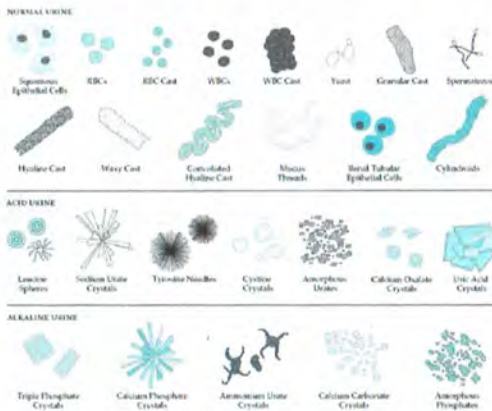 NORMAL URINE
Squamous Epithelial Cells
RBCs
RBC Cast
WBCs
WBC Cast
Yeast
Granular Cast
Spermatozoa
Hyaline Cast
Waxy Cast
Convoluted Hyaline Cast
Mucus Threads
Renal Tubular Epithelial Cells
Cylindroids
ACID URINE
Leucine Spheres
Sodium Urate Crystals
Tyrosine Needles
Cystine Crystals
Amorphous Urates
Calcium Oxalate Crystals
Uric Acid Crystals
ALKALINE URINE
Triple Phosphate Crystals
Calcium Phosphate Crystals
Ammonium Urate Crystals
Calcium Carbonate Crystals
Amorphous Phosphates